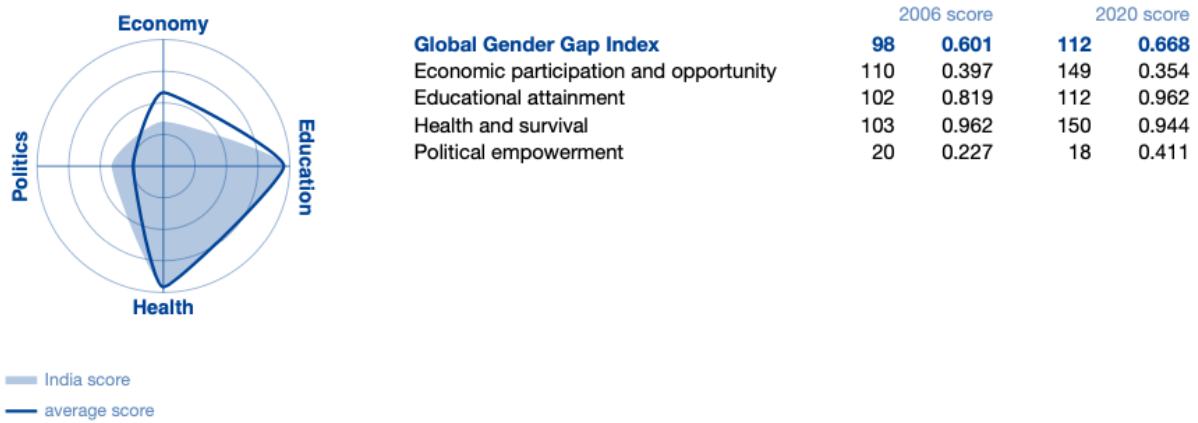 Economy
Politics
Education
Health
India score
average score
2006 score 2020 score
Global Gender Gap Index 98 0.601 112 0.668
Economic participation and opportunity 110 0.397 149 0.354
Educational attainment 102 0.819 112 0.962
Health and survival 103 0.962 150 0.944
Political empowerment 20 0.227 18 0.411